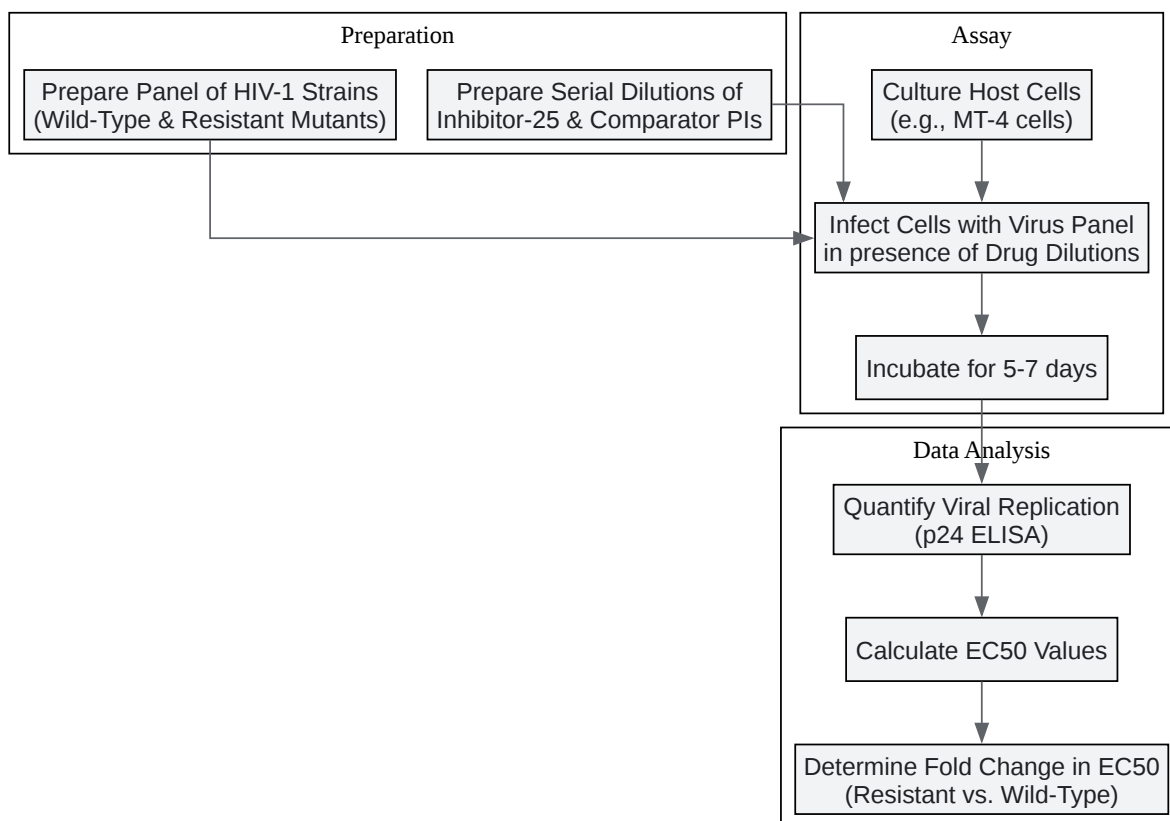 Preparation
Prepare Panel of HIV-1 Strains
(Wild-Type & Resistant Mutants)
Prepare Serial Dilutions of
Inhibitor-25 & Comparator PIs
Assay
Culture Host Cells
(e.g., MT-4 cells)
Infect Cells with Virus Panel
in presence of Drug Dilutions
Incubate for 5-7 days
Data Analysis
Quantify Viral Replication
(p24 ELISA)
Calculate EC50 Values
Determine Fold Change in EC50
(Resistant vs. Wild-Type)